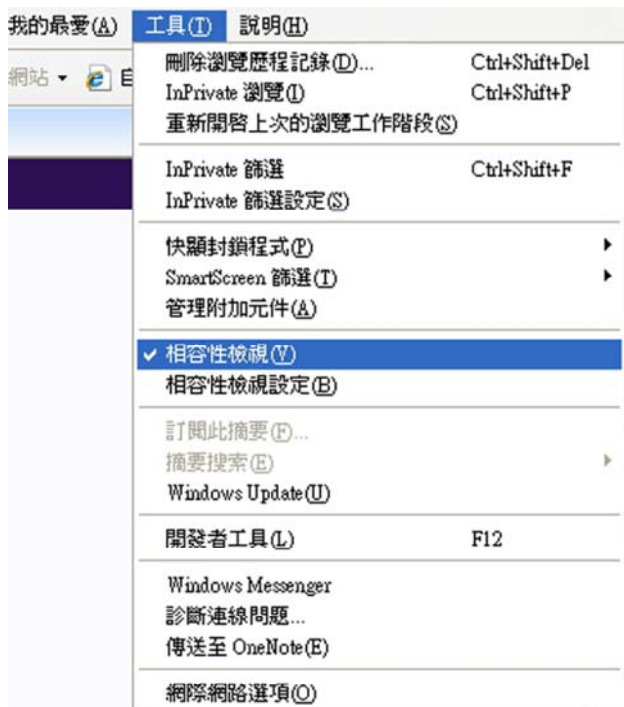 我的最愛(A) 工具(T) 說明(H)
網站
刪除瀏覽歷程記錄(D)... Ctrl+Shift+Del
InPrivate 瀏覽(I) Ctrl+Shift+P
重新開啟上次的瀏覽工作階段(S)
InPrivate 篩選 Ctrl+Shift+F
InPrivate 篩選設定(S)
快顯封鎖程式(P)
SmartScreen 篩選(T)
管理附加元件(A)
相容性檢視(V)
相容性檢視設定(B)
訂閱此摘要(F)...
摘要搜索(E)
Windows Update(U)
開發者工具(L) F12
Windows Messenger
診斷連線問題...
傳送至 OneNote(E)
網際網路選項(O)